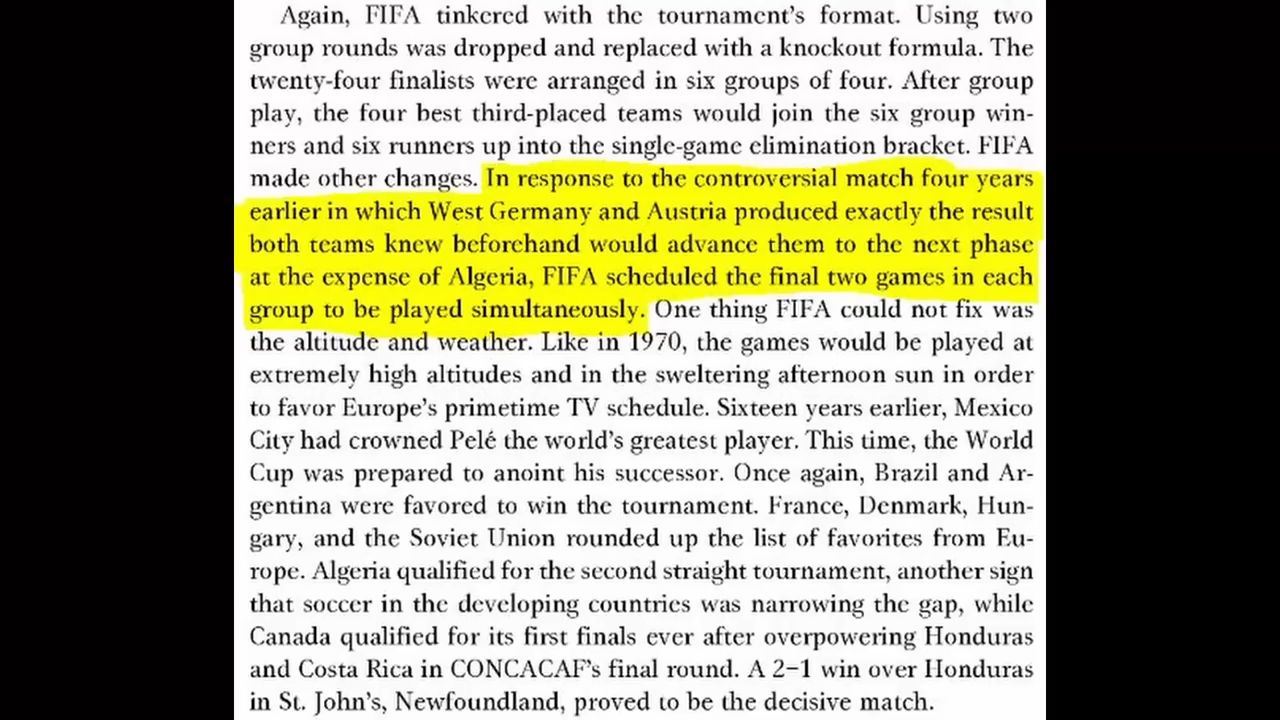 Again, FIFA tinkered with the tournament's format. Using two
group rounds was dropped and replaced with a knockout formula. The
twenty-four finalists were arranged in six groups of four. After group
play, the four best third-placed teams would join the six group win-
ners and six runners up into the single-game elimination bracket. FIFA
made other changes. In response to the controversial match four years
earlier in which West Germany and Austria produced exactly the result
both teams knew beforehand would advance them to the next phase
at the expense of Algeria, FIFA scheduled the final two games in each
group to be played simultaneously. One thing FIFA could not fix was
the altitude and weather. Like in 1970, the games would be played at
extremely high altitudes and in the sweltering afternoon sun in order
to favor Europe's primetime TV schedule. Sixteen years earlier, Mexico
City had crowned Pelé the world's greatest player. This time, the World
Cup was prepared to anoint his successor. Once again, Brazil and Ar-
gentina were favored to win the tournament. France, Denmark, Hun-
gary, and the Soviet Union rounded up the list of favorites from Eu-
rope. Algeria qualified for the second straight tournament, another sign
that soccer in the developing countries was narrowing the gap, while
Canada qualified for its first finals ever after overpowering Honduras
and Costa Rica in CONCACAF's final round. A 2–1 win over Honduras
in St. John's, Newfoundland, proved to be the decisive match.